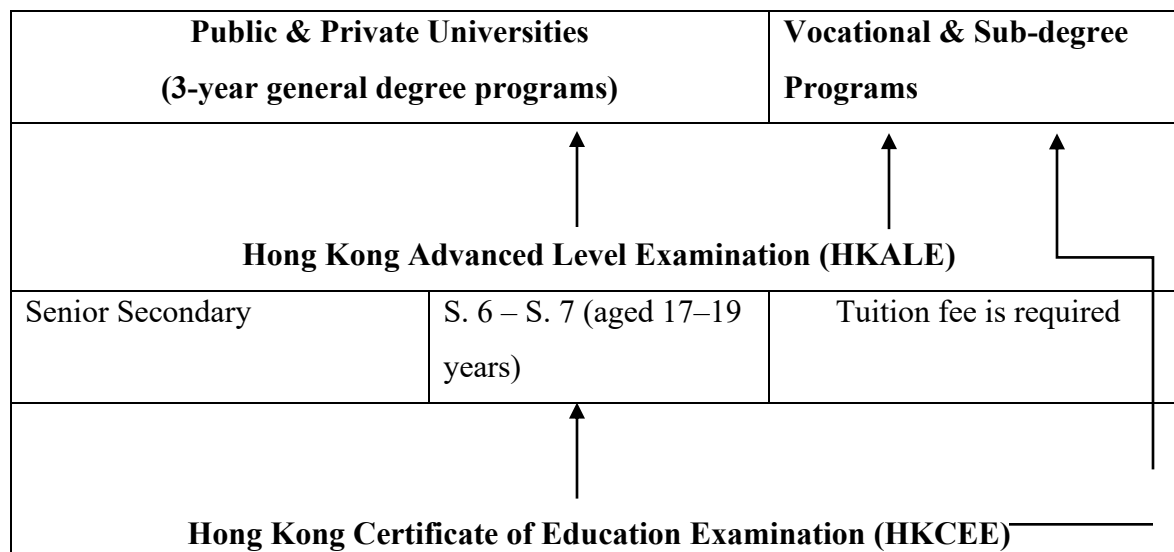 Public & Private Universities
(3-year general degree programs)
Vocational & Sub-degree
Programs
Hong Kong Advanced Level Examination (HKALE)
Senior Secondary
S. 6 – S. 7 (aged 17–19
years)
Tuition fee is required
Hong Kong Certificate of Education Examination (HKCEE)